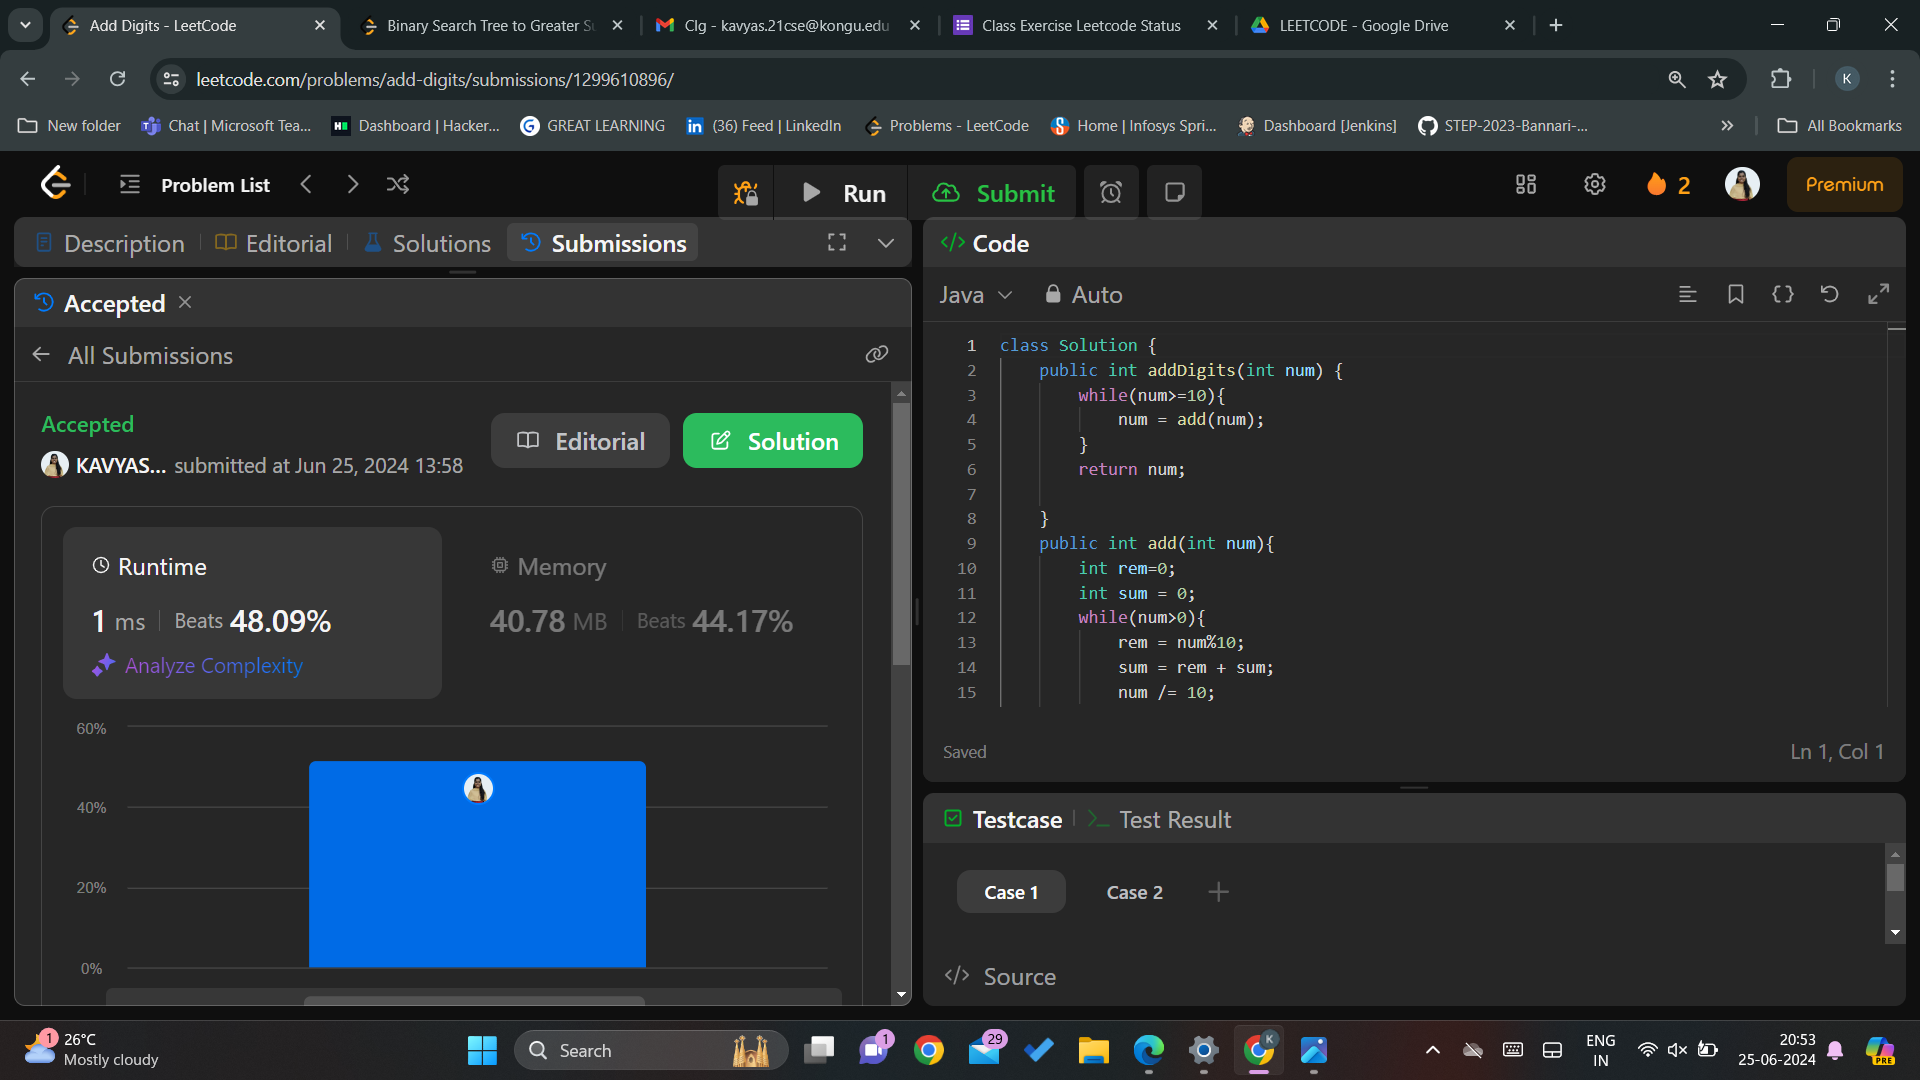 Add Digits - LeetCode
Binary Search Tree to Greater Su
Clg - kavyas.21cse@kongu.edu
Class Exercise Leetcode Status
LEETCODE - Google Drive
leetcode.com/problems/add-digits/submissions/1299610896/
K
New folder
Chat | Microsoft Tea...
Dashboard | Hacker...
GREAT LEARNING
(36) Feed | LinkedIn
Problems - LeetCode
Home | Infosys Spri...
Dashboard [Jenkins]
STEP-2023-Bannari-...
All Bookmarks
Problem List
Run
Submit
2
Premium
Description
Editorial
Solutions
Submissions
Accepted
All Submissions
Accepted
KAVYAS... submitted at Jun 25, 2024 13:58
Editorial
Solution
Runtime
1 ms
Beats 48.09%
Analyze Complexity
Memory
40.78 MB
Beats 44.17%
60%
40%
20%
0%
</> Code
Java
Auto
1 class Solution {
2 public int addDigits(int num) {
3 while(num>=10){
4 num = add(num);
5 }
6 return num;
7
8 }
9 public int add(int num){
10 int rem=0;
11 int sum = 0;
12 while(num>0){
13 rem = num%10;
14 sum = rem + sum;
15 num /= 10;
Saved
Ln 1, Col 1
Testcase
Test Result
Case 1
Case 2
</> Source
1
26°C
Mostly cloudy
Search
1
29
K
ENG
IN
20:53
25-06-2024
PRE